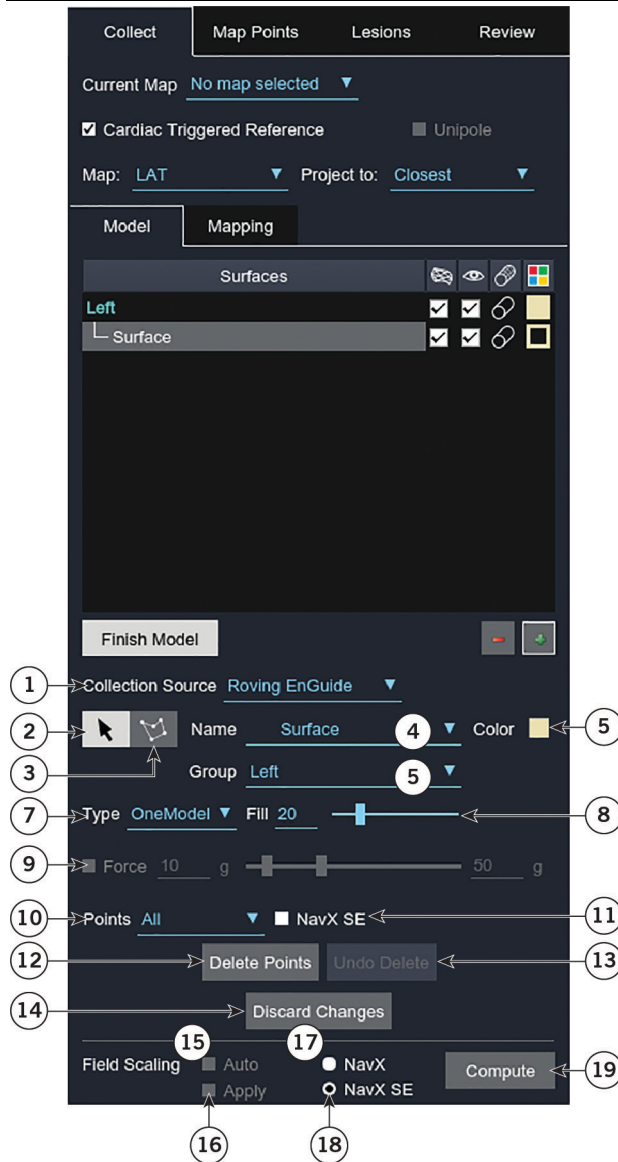 Collect Map Points Lesions Review
Current Map No map selected ▼
Cardiac Triggered Reference Unipole
Map: LAT ▼ Project to: Closest ▼
Model Mapping
Surfaces
Left
Surface
Finish Model - +
1 Collection Source Roving EnGuide ▼
2 Name Surface 4 ▼ Color 5
3 Group Left 5 ▼
7 Type OneModel ▼ Fill 20 8
9 Force 10 g 50 g
10 Points All ▼ NavX SE 11
12 Delete Points Undo Delete 13
14 Discard Changes
15 17
Field Scaling Auto NavX Compute 19
Apply NavX SE
16 18